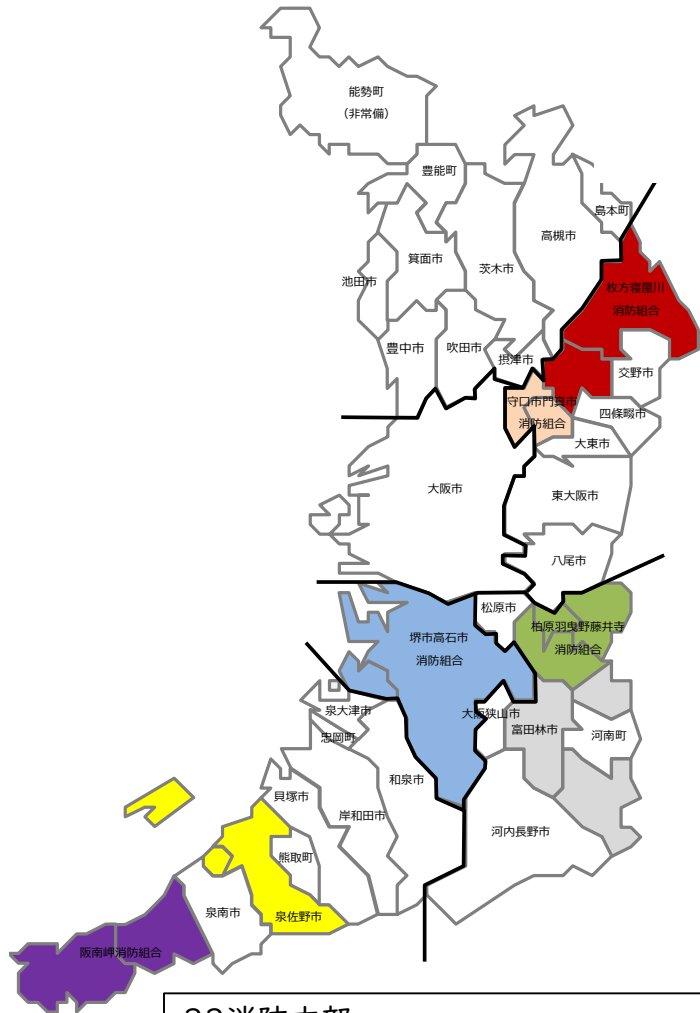 能勢町
（非常備）
豊能町
島本町
高槻市
箕面市
茨木市
池田市
枚方寝屋川
消防組合
豊中市
吹田市
摂津市
交野市
守口市門真市
消防組合
四條畷市
大東市
大阪市
東大阪市
八尾市
松原市
柏原羽曳野藤井寺
消防組合
堺市高石市
消防組合
泉大津市
大阪狭山市
富田林市
河南町
忠岡町
和泉市
貝塚市
岸和田市
河内長野市
熊取町
泉南市
泉佐野市
阪南岬消防組合